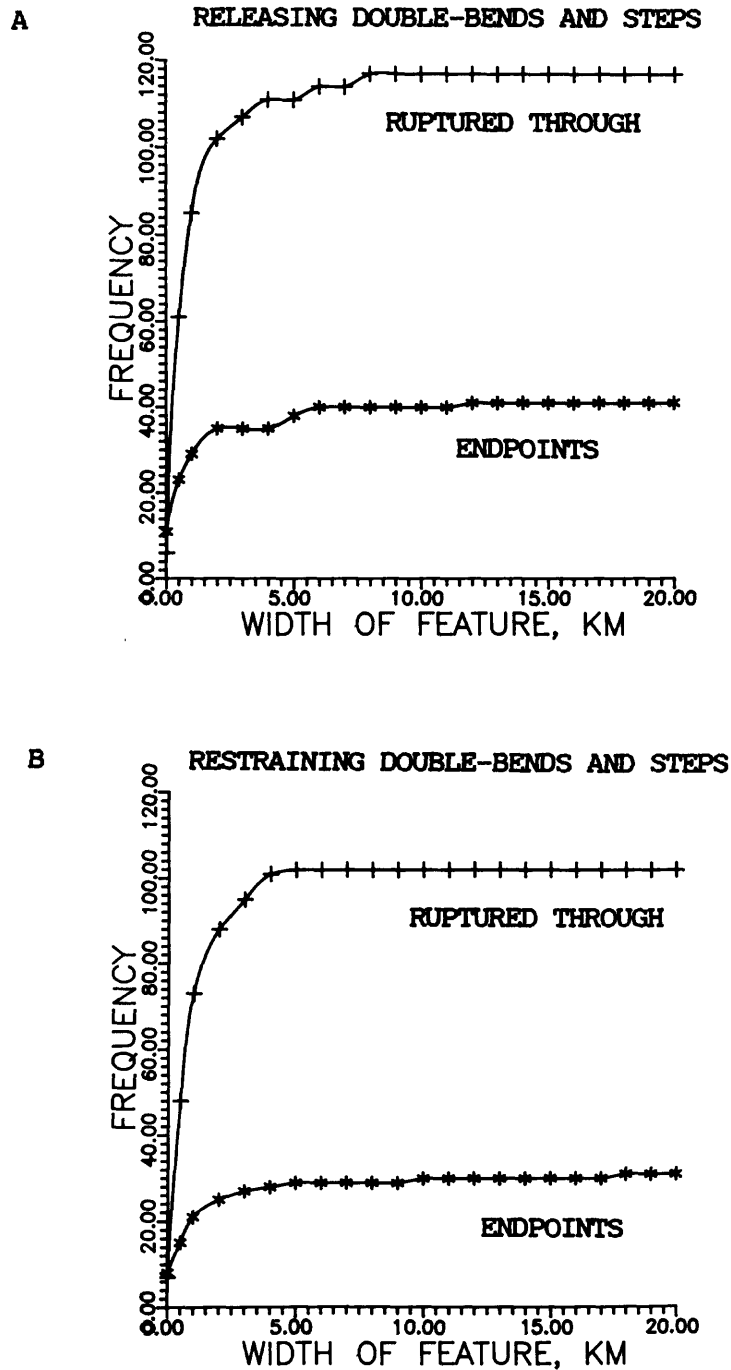 A
RELEASING DOUBLE-BENDS AND STEPS
120.00
100.00
80.00
60.00
40.00
20.00
0.00
FREQUENCY
RUPTURED THROUGH
ENDPOINTS
0.00 5.00 10.00 15.00 20.00
WIDTH OF FEATURE, KM
B
RESTRAINING DOUBLE-BENDS AND STEPS
120.00
100.00
80.00
60.00
40.00
20.00
0.00
FREQUENCY
RUPTURED THROUGH
ENDPOINTS
0.00 5.00 10.00 15.00 20.00
WIDTH OF FEATURE, KM